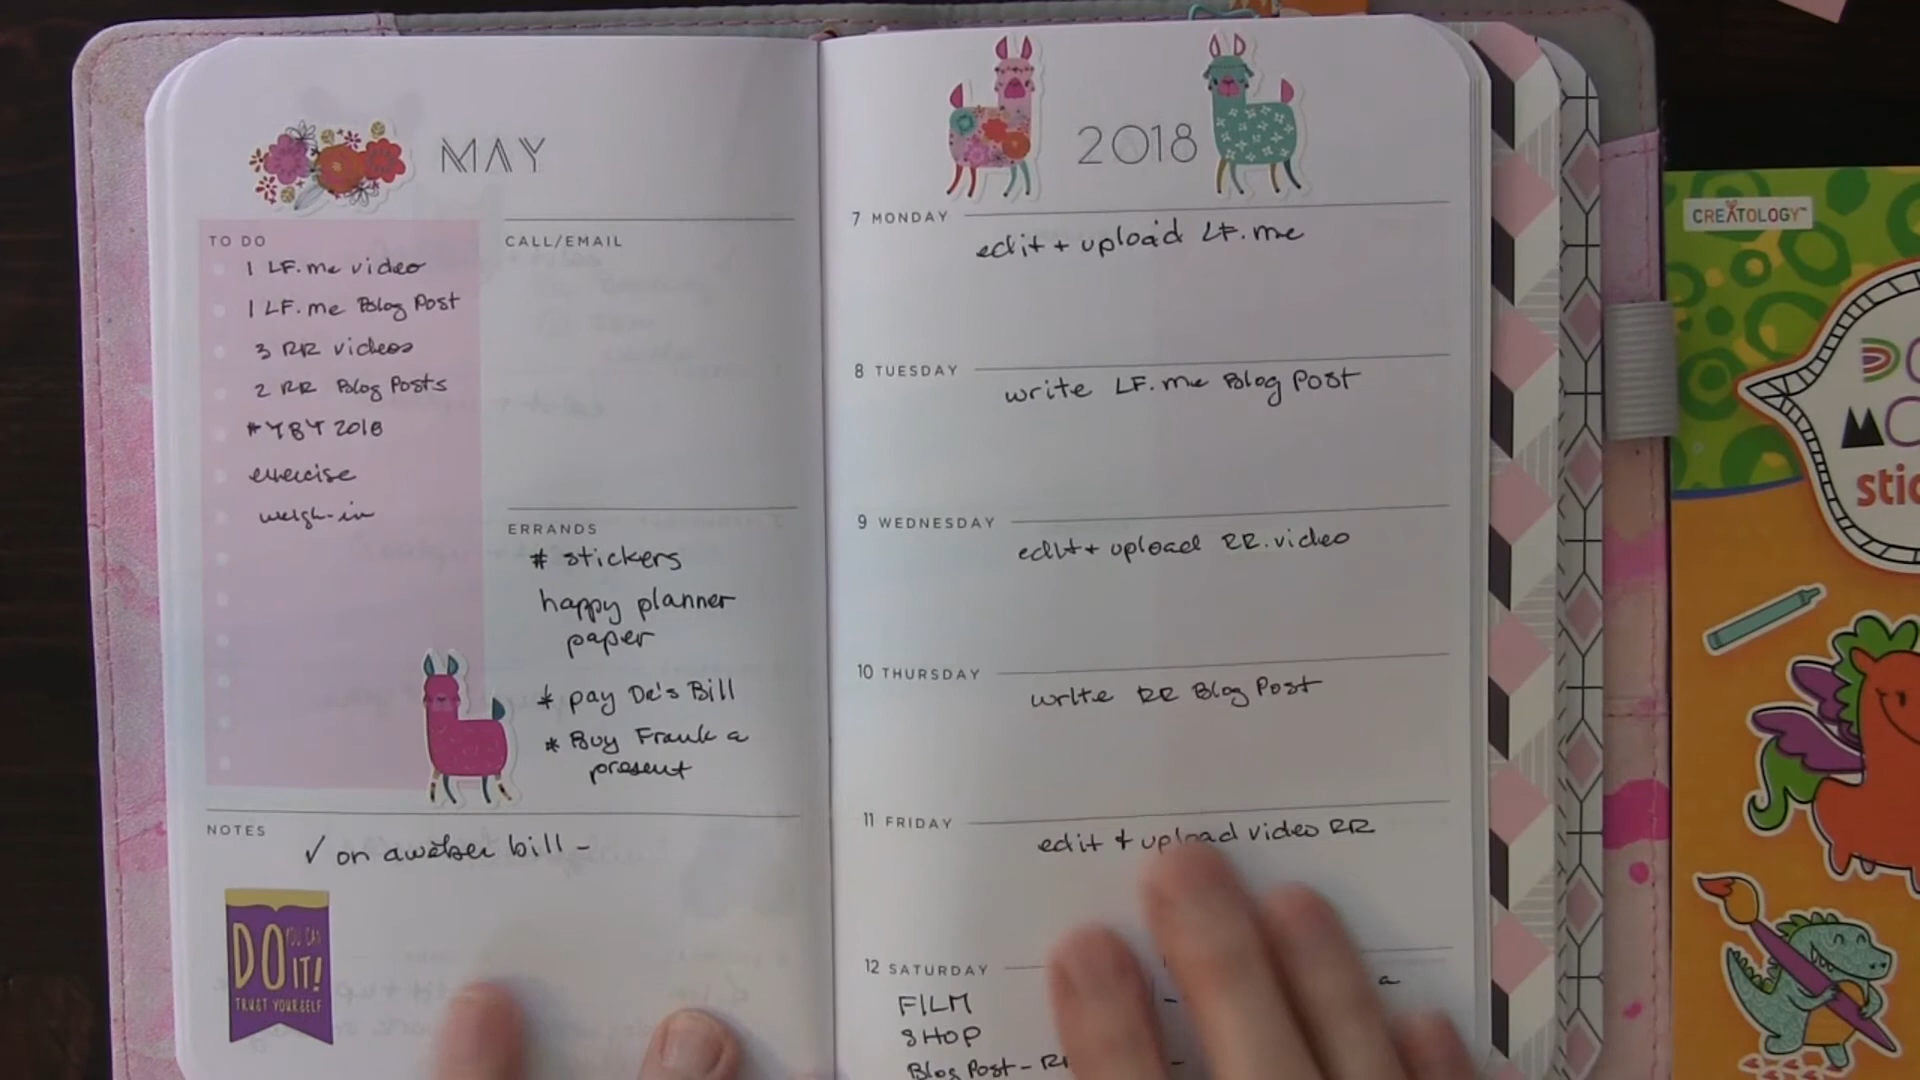 MAY
TO DO
1 LF.me video
1 LF.me Blog Post
3 RR videos
2 RR Blog Posts
#YBY 2018
exercise
weigh-in
CALL/EMAIL
ERRANDS
* stickers
happy planner
paper
* pay Dr's Bill
* Buy Frank a
present
NOTES
✓ on aweber bill -
DO YOU CAN IT!
TRUST YOURSELF
2018
7 MONDAY
edit + upload LF.me
8 TUESDAY
write LF.me Blog Post
9 WEDNESDAY
edit + upload RR.video
10 THURSDAY
write RR Blog Post
11 FRIDAY
edit + upload video RR
12 SATURDAY
FILM
SHOP
Blog Post -
CREATOLOGY™